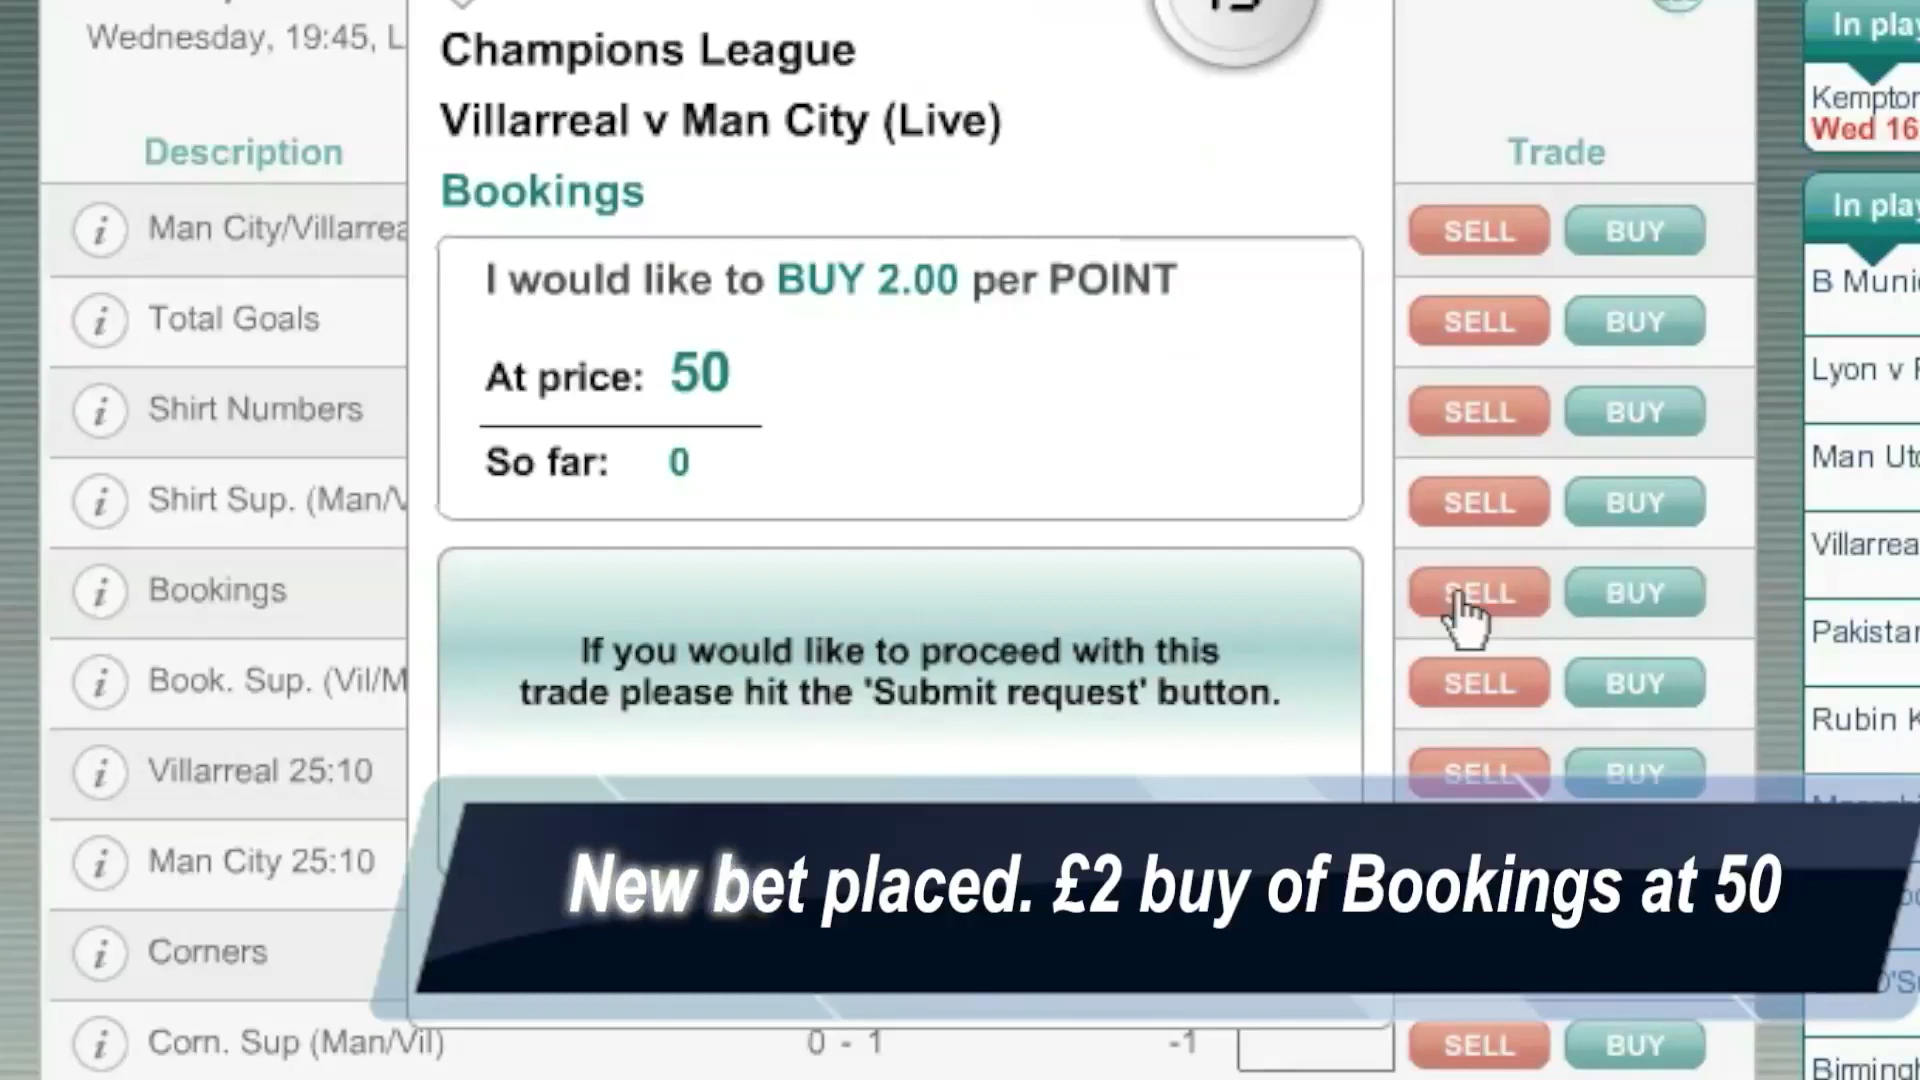 Wednesday, 19:45, L
Champions League
Villarreal v Man City (Live)
Bookings
I would like to BUY 2.00 per POINT
At price: 50
So far: 0
If you would like to proceed with this
trade please hit the 'Submit request' button.
Description
Trade
Man City/Villarrea
SELL BUY
Total Goals
SELL BUY
Shirt Numbers
SELL BUY
Shirt Sup. (Man/V
SELL BUY
Bookings
SELL BUY
Book. Sup. (Vil/M
SELL BUY
Villarreal 25:10
SELL BUY
Man City 25:10
Corners
Corn. Sup (Man/Vil) 0 - 1 -1
SELL BUY
New bet placed. £2 buy of Bookings at 50
In play
Kempton
Wed 16
In play
B Munic
Lyon v
Man Utd
Villarrea
Pakistan
Rubin K
O'S
Birmingh